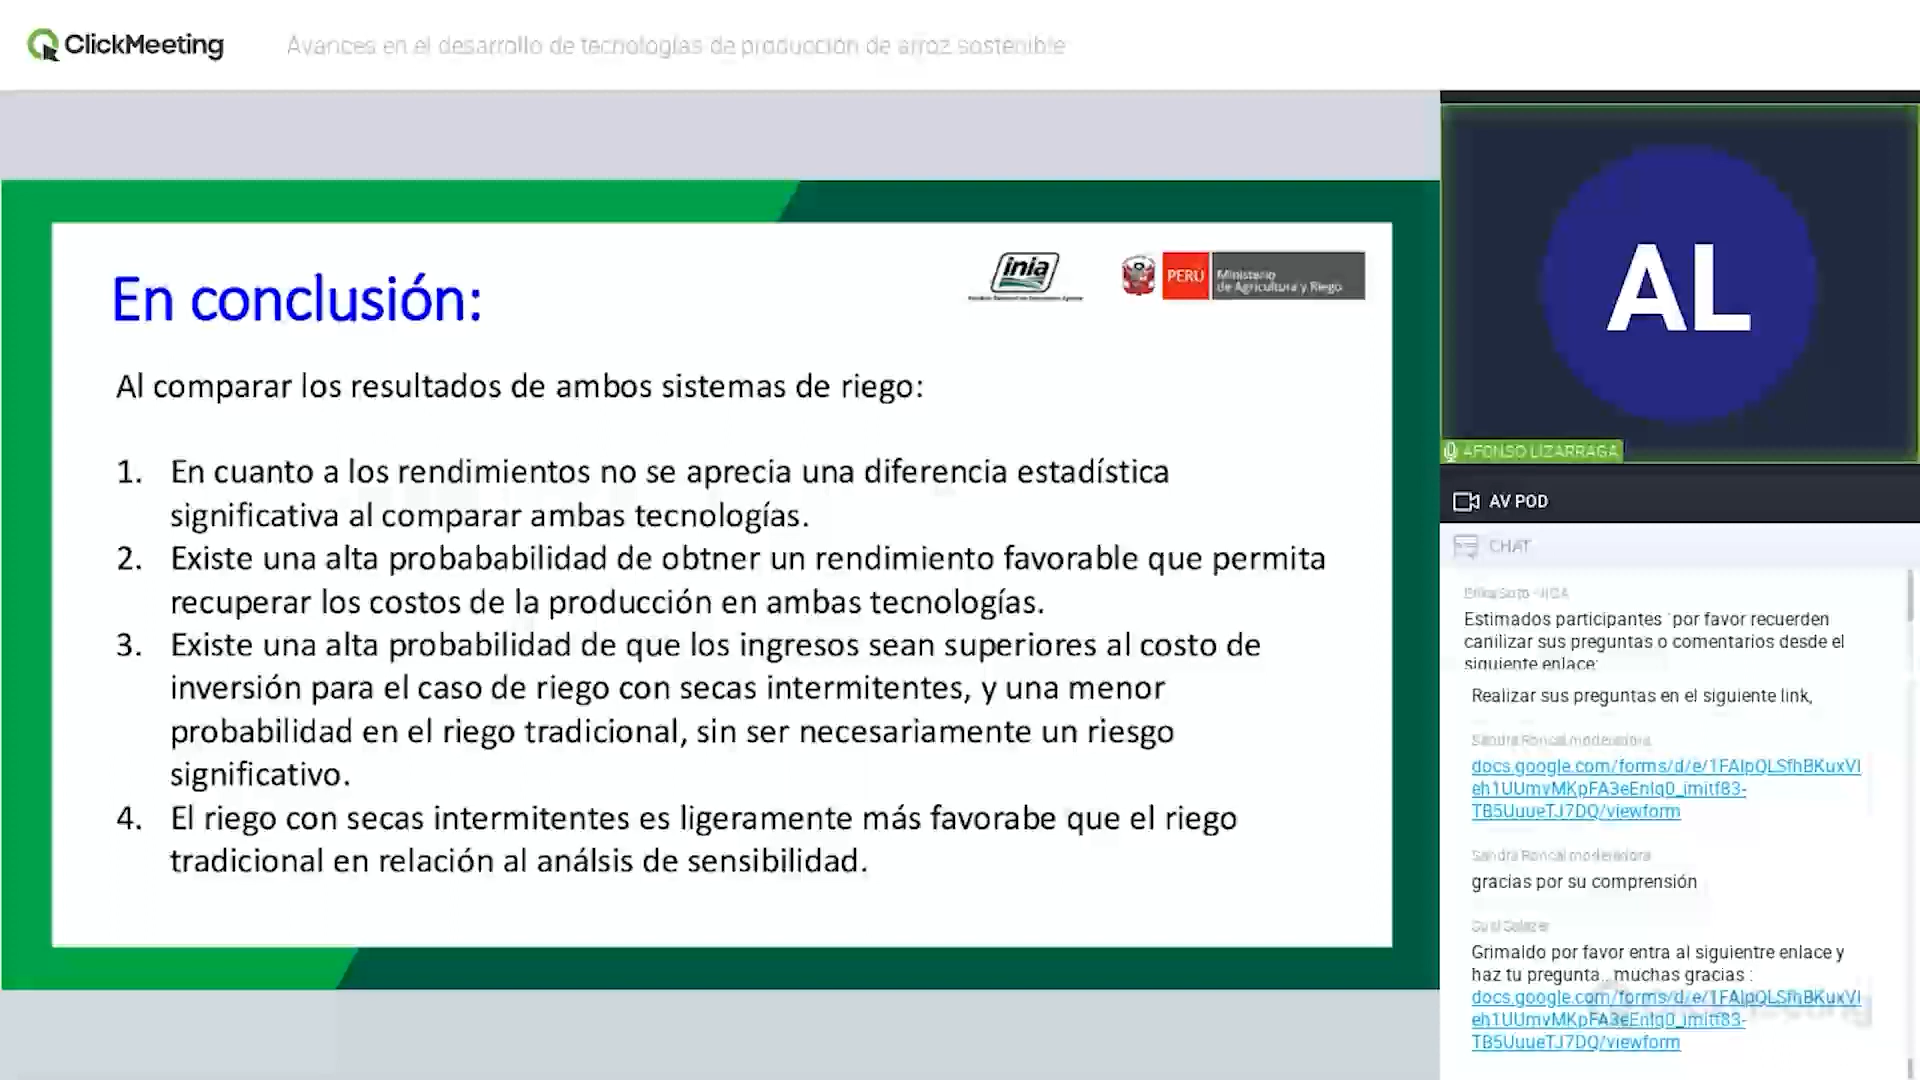 ClickMeeting
Avances en el desarrollo de tecnologías de producción de arroz sostenible
inia
PERÚ
Ministerio
de Agricultura y Riego
En conclusión:
Al comparar los resultados de ambos sistemas de riego:
1. En cuanto a los rendimientos no se aprecia una diferencia estadística
significativa al comparar ambas tecnologías.
2. Existe una alta probababilidad de obtner un rendimiento favorable que permita
recuperar los costos de la producción en ambas tecnologías.
3. Existe una alta probabilidad de que los ingresos sean superiores al costo de
inversión para el caso de riego con secas intermitentes, y una menor
probabilidad en el riego tradicional, sin ser necesariamente un riesgo
significativo.
4. El riego con secas intermitentes es ligeramente más favorabe que el riego
tradicional en relación al análsis de sensibilidad.
AL
AFONSO LIZARRAGA
AV POD
CHAT
Estimados participantes ´por favor recuerden
canilizar sus preguntas o comentarios desde el
siguiente enlace:
Realizar sus preguntas en el siguiente link,
Sandra Roncal moderadora
docs.google.com/forms/d/e/1FAIpQLSfhBKuxVI
eh1UUmvMKpFA3eEnIq0_imitf83-
TB5UuueTJ7DQ/viewform
Sandra Roncal moderadora
gracias por su comprensión
Grimaldo por favor entra al siguientre enlace y
haz tu pregunta.. muchas gracias :
docs.google.com/forms/d/e/1FAIpQLSfhBKuxVI
eh1UUmvMKpFA3eEnIq0_imitf83-
TB5UuueTJ7DQ/viewform